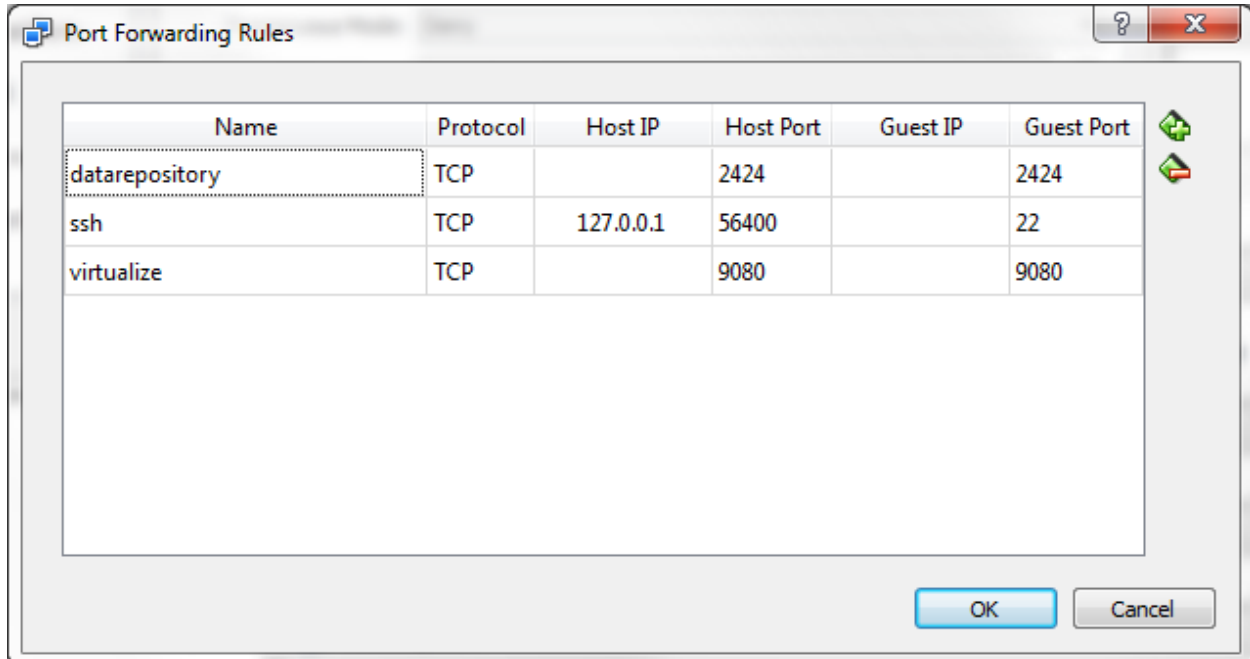 Port Forwarding Rules
Name Protocol Host IP Host Port Guest IP Guest Port
datarepository TCP 2424 2424
ssh TCP 127.0.0.1 56400 22
virtualize TCP 9080 9080
OK Cancel